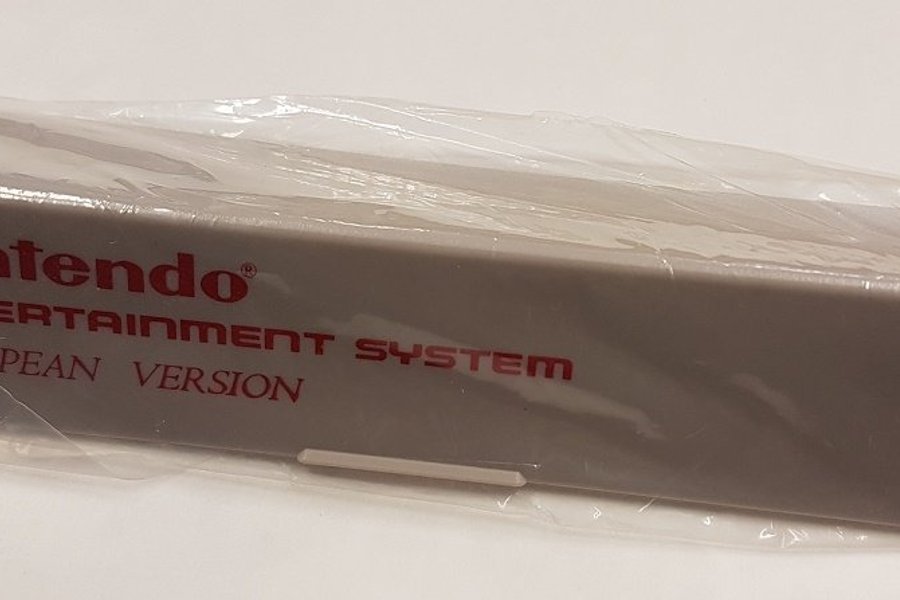 ntendo®
ERTAINMENT SYSTEM
PEAN VERSION